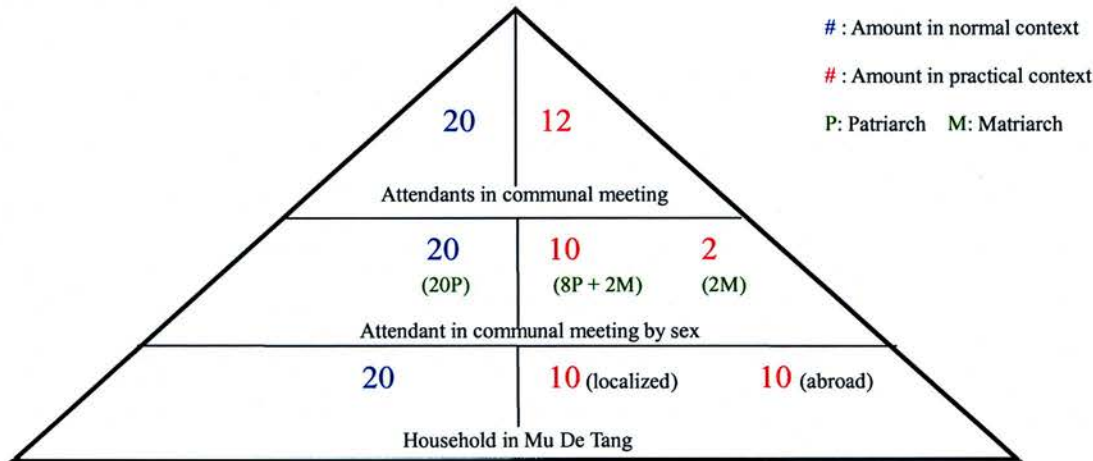 # : Amount in normal context
# : Amount in practical context
P: Patriarch M: Matriarch
20 12
Attendants in communal meeting
20 10 2
(20P) (8P + 2M) (2M)
Attendant in communal meeting by sex
20 10 (localized) 10 (abroad)
Household in Mu De Tang